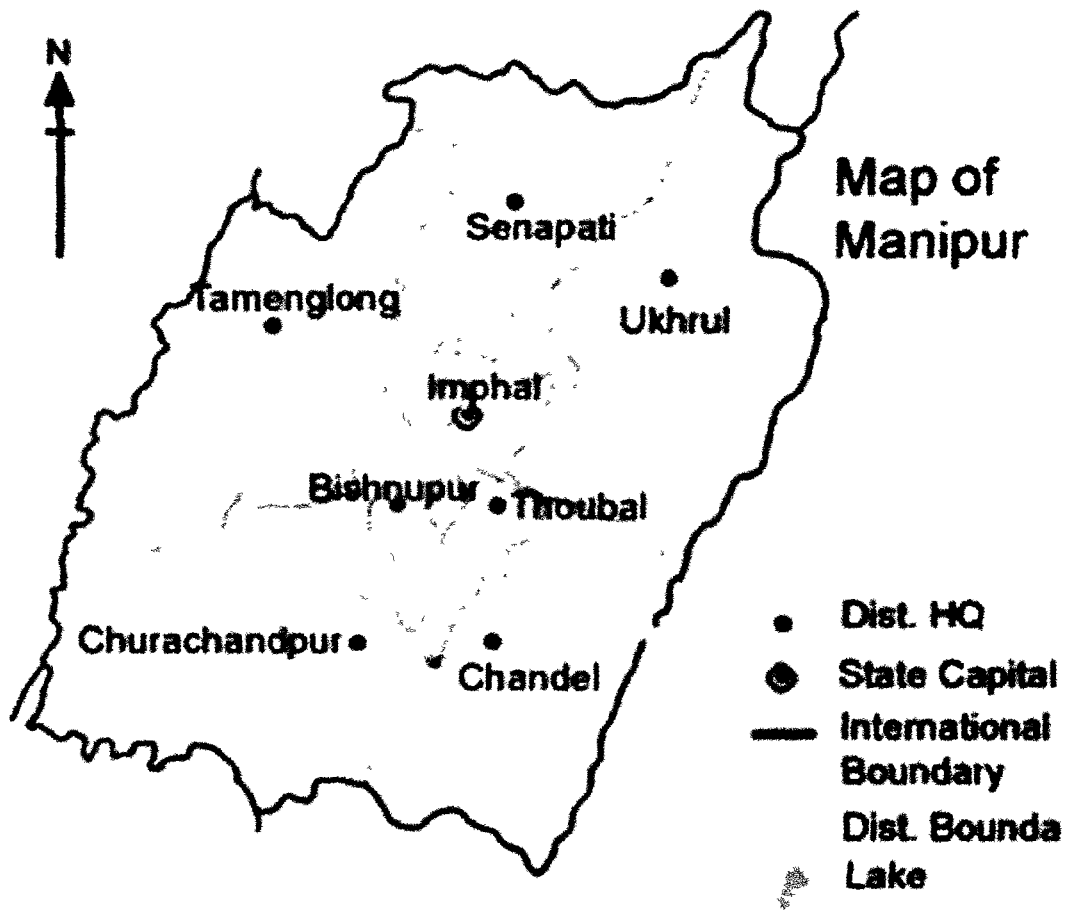 N
Map of
Manipur
Senapati
Tamenglong
Ukhrul
Imphal
Bishnupur
Thoubal
Churachandpur
Chandel
Dist. HQ
State Capital
International
Boundary
Dist. Bounda
Lake